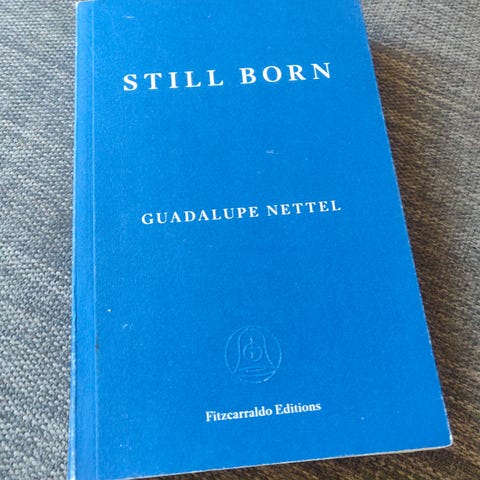 STILL BORN
GUADALUPE NETTEL
Fitzcarraldo Editions